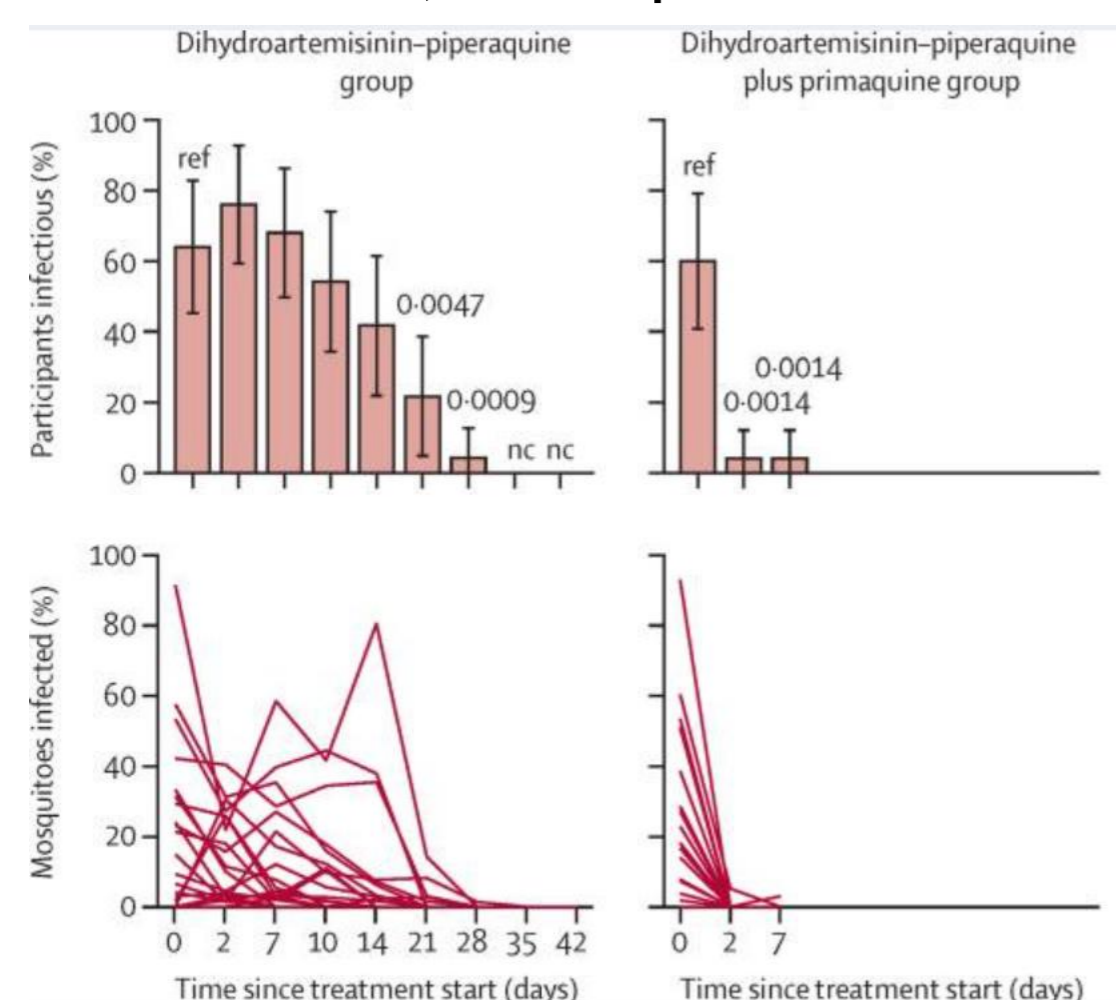 Dihydroartemisinin–piperaquine
group
Dihydroartemisinin–piperaquine
plus primaquine group
Participants infectious (%)
100
80
60
40
20
0
ref
0·0047
0·0009
nc nc
ref
0·0014
0·0014
Mosquitoes infected (%)
100
80
60
40
20
0
0 2 7 10 14 21 28 35 42
0 2 7
Time since treatment start (days)
Time since treatment start (days)